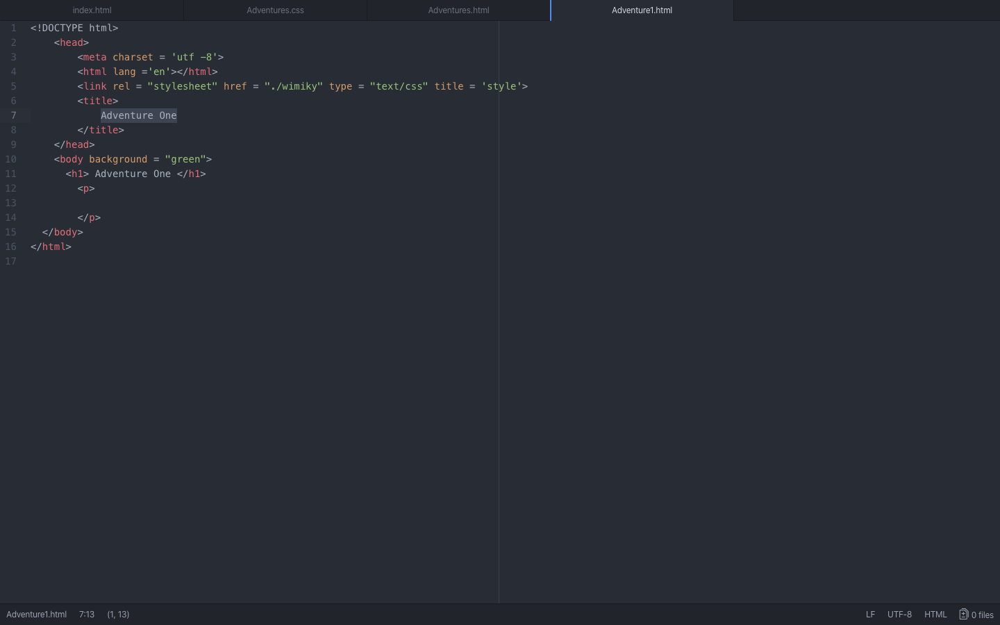 index.html Adventures.css Adventures.html Adventure1.html
1 <!DOCTYPE html>
2 <head>
3 <meta charset = 'utf -8'>
4 <html lang ='en'></html>
5 <link rel = "stylesheet" href = "./wimiky" type = "text/css" title = 'style'>
6 <title>
7 Adventure One
8 </title>
9 </head>
10 <body background = "green">
11 <h1> Adventure One </h1>
12 <p>
13
14 </p>
15 </body>
16 </html>
17
Adventure1.html 7:13 (1, 13) LF UTF-8 HTML 0 files